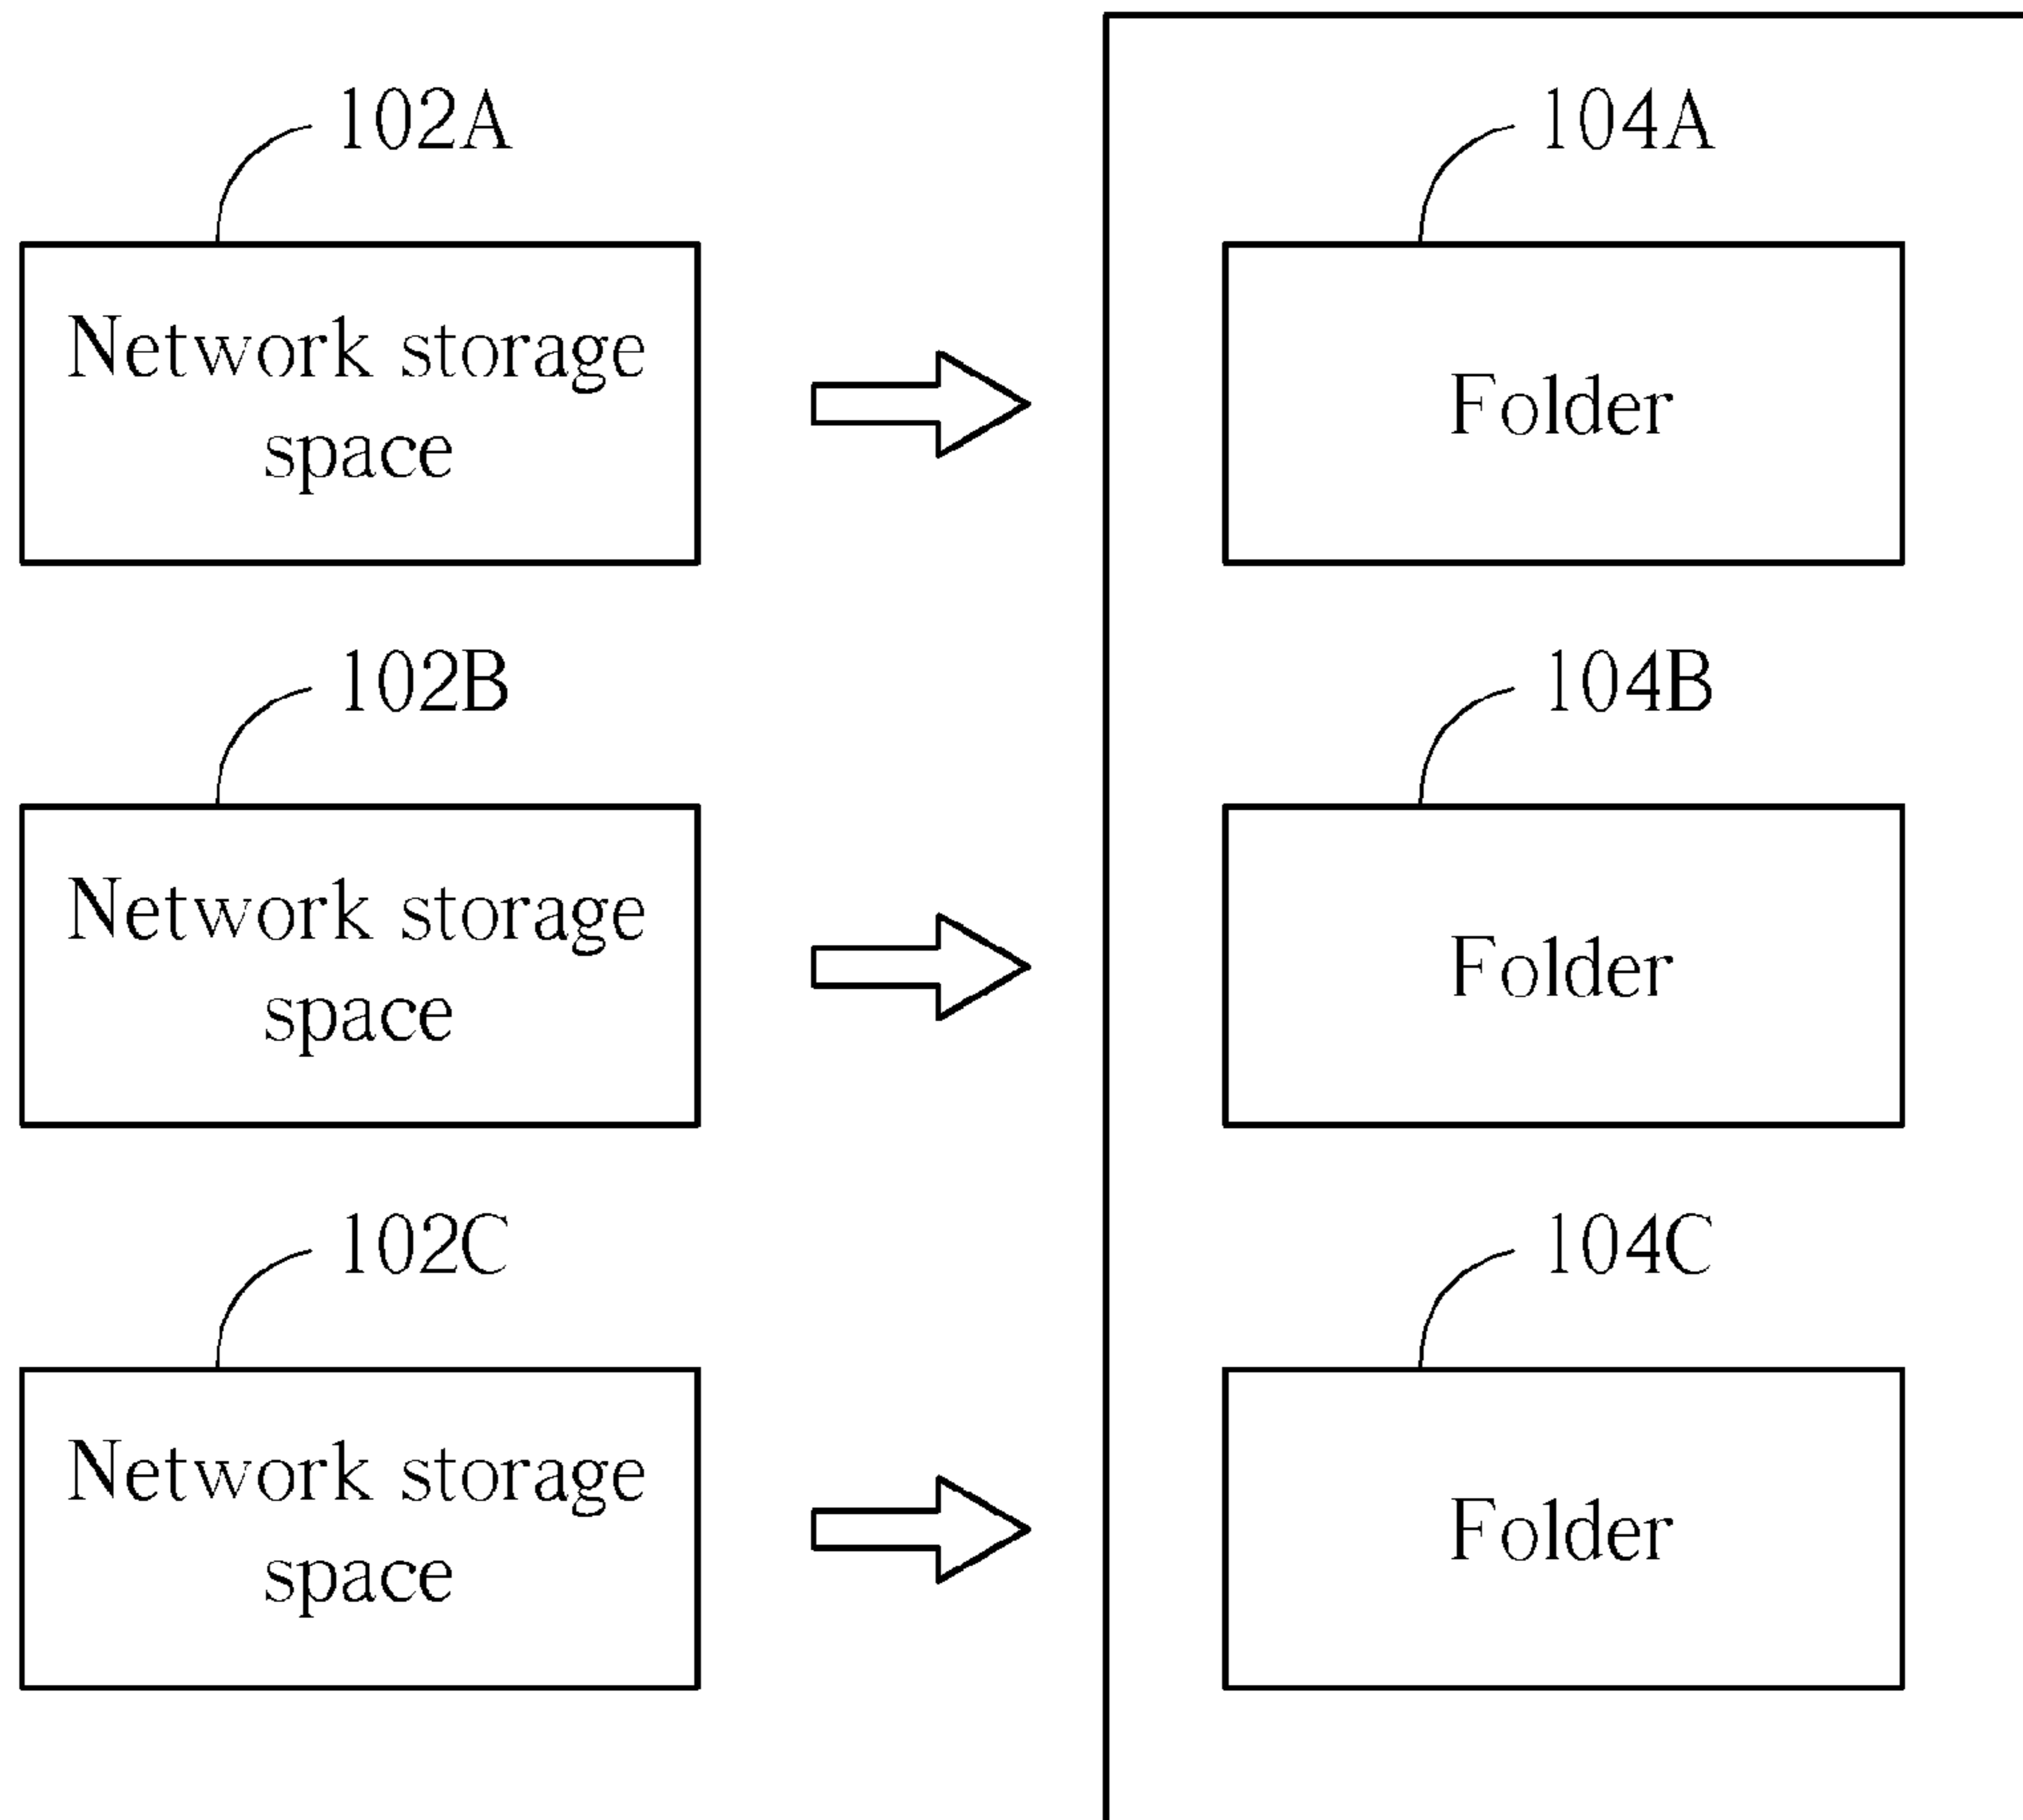 102A
104A
Network storage
space
Folder
102B
104B
Network storage
space
Folder
102C
104C
Network storage
space
Folder